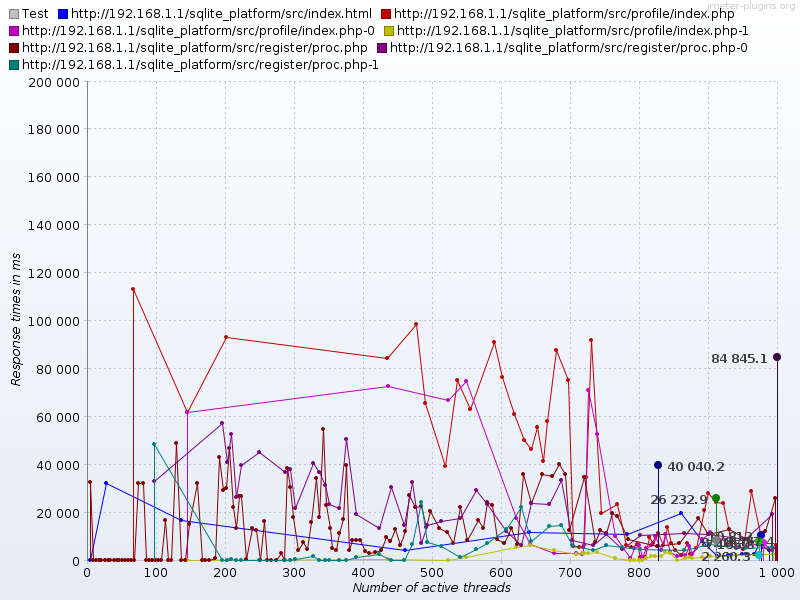 jmeter-plugins.org
Test http://192.168.1.1/sqlite_platform/src/index.html http://192.168.1.1/sqlite_platform/src/profile/index.php
http://192.168.1.1/sqlite_platform/src/profile/index.php-0 http://192.168.1.1/sqlite_platform/src/profile/index.php-1
http://192.168.1.1/sqlite_platform/src/register/proc.php http://192.168.1.1/sqlite_platform/src/register/proc.php-0
http://192.168.1.1/sqlite_platform/src/register/proc.php-1
200 000
180 000
160 000
140 000
120 000
100 000
80 000
60 000
40 000
20 000
0
Response times in ms
84 845.1
40 040.2
26 232.9
2 260.3
0 100 200 300 400 500 600 700 800 900 1 000
Number of active threads